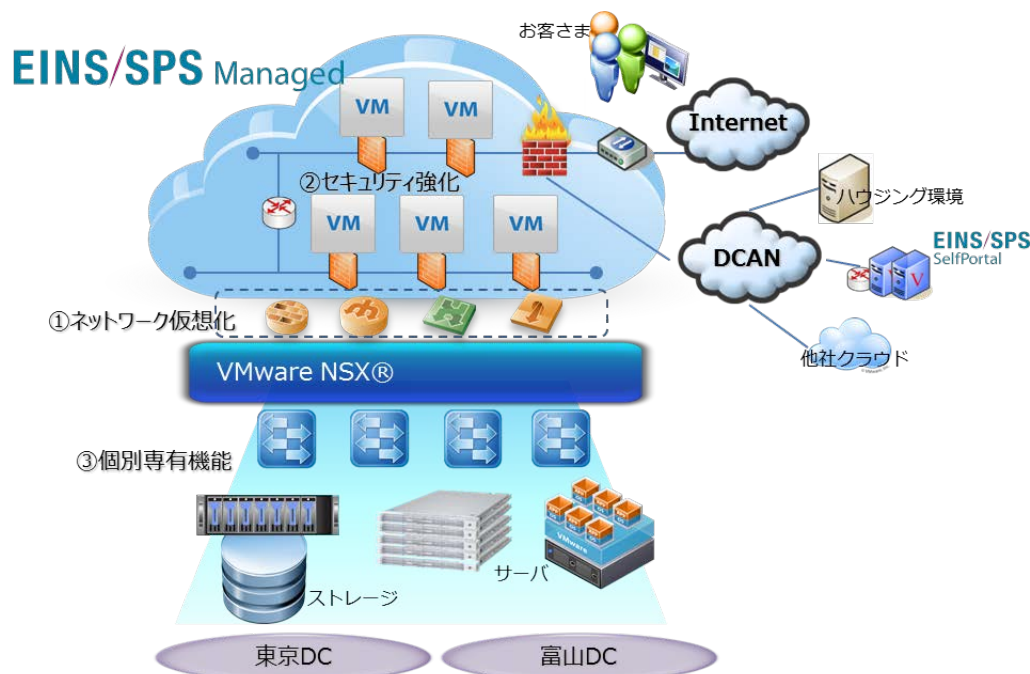 お客さま
EINS/SPS Managed
VM
VM
Internet
②セキュリティ強化
ハウジング環境
VM
VM
VM
DCAN
EINS/SPS
SelfPortal
V
①ネットワーク仮想化
他社クラウド
VMware NSX®
③個別専有機能
VMware
サーバ
ストレージ
東京DC
富山DC